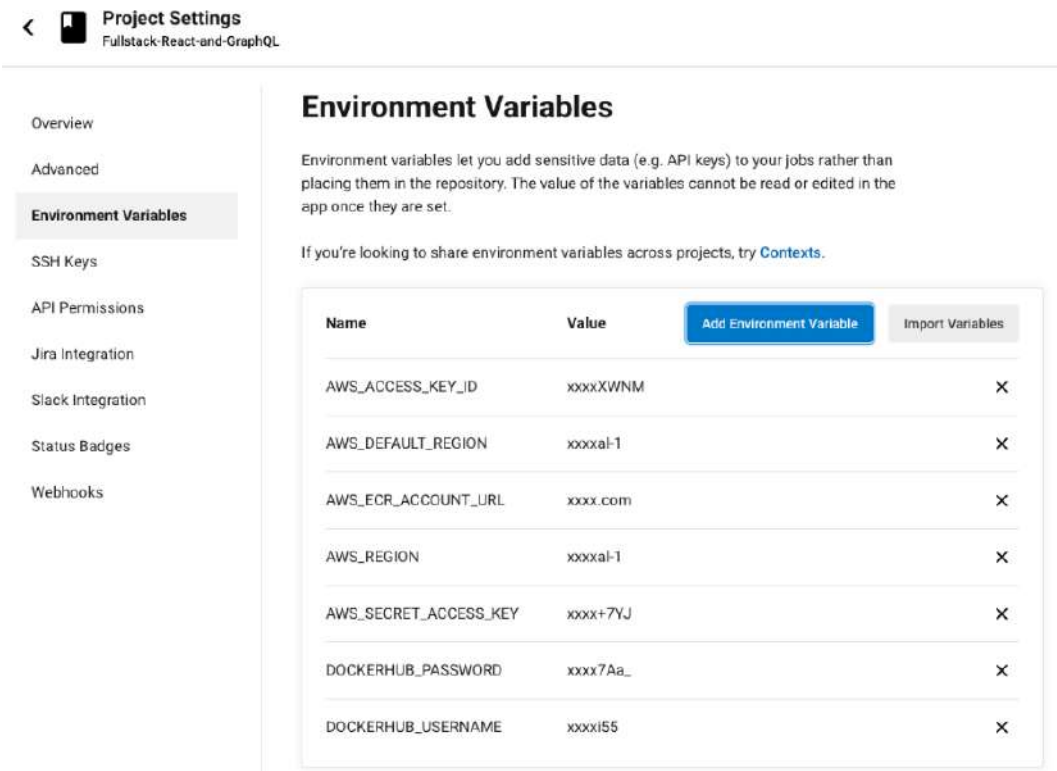 Project Settings
Fullstack-React-and-GraphQL
Overview
Advanced
Environment Variables
SSH Keys
API Permissions
Jira Integration
Slack Integration
Status Badges
Webhooks
Environment Variables
Environment variables let you add sensitive data (e.g. API keys) to your jobs rather than
placing them in the repository. The value of the variables cannot be read or edited in the
app once they are set.
If you're looking to share environment variables across projects, try Contexts.
Name Value Add Environment Variable Import Variables
AWS_ACCESS_KEY_ID xxxxXWNM
AWS_DEFAULT_REGION xxxxal-1
AWS_ECR_ACCOUNT_URL xxxx.com
AWS_REGION xxxxal-1
AWS_SECRET_ACCESS_KEY xxxx+7YJ
DOCKERHUB_PASSWORD xxxx7Aa_
DOCKERHUB_USERNAME xxxxi55